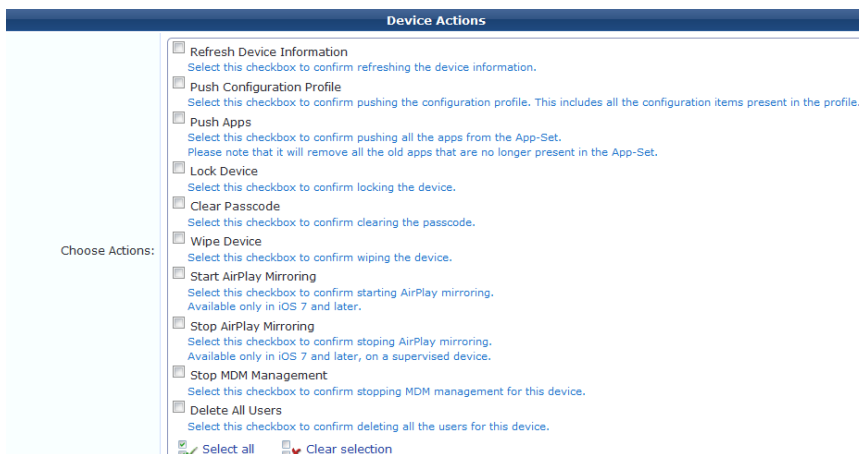 Device Actions
Refresh Device Information
Select this checkbox to confirm refreshing the device information.
Push Configuration Profile
Select this checkbox to confirm pushing the configuration profile. This includes all the configuration items present in the profile.
Push Apps
Select this checkbox to confirm pushing all the apps from the App-Set.
Please note that it will remove all the old apps that are no longer present in the App-Set.
Lock Device
Select this checkbox to confirm locking the device.
Clear Passcode
Select this checkbox to confirm clearing the passcode.
Choose Actions:
Wipe Device
Select this checkbox to confirm wiping the device.
Start AirPlay Mirroring
Select this checkbox to confirm starting AirPlay mirroring.
Available only in iOS 7 and later.
Stop AirPlay Mirroring
Select this checkbox to confirm stoping AirPlay mirroring.
Available only in iOS 7 and later, on a supervised device.
Stop MDM Management
Select this checkbox to confirm stopping MDM management for this device.
Delete All Users
Select this checkbox to confirm deleting all the users for this device.
Select all Clear selection